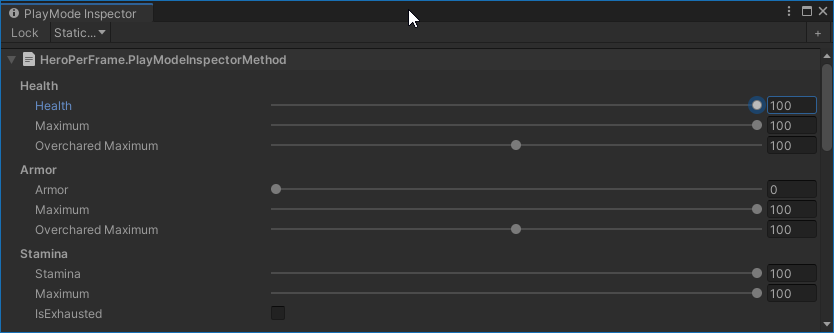 PlayMode Inspector
Lock Static... +
HeroPerFrame.PlayModeInspectorMethod
Health
Health 100
Maximum 100
Overchared Maximum 100
Armor
Armor 0
Maximum 100
Overchared Maximum 100
Stamina
Stamina 100
Maximum 100
IsExhausted